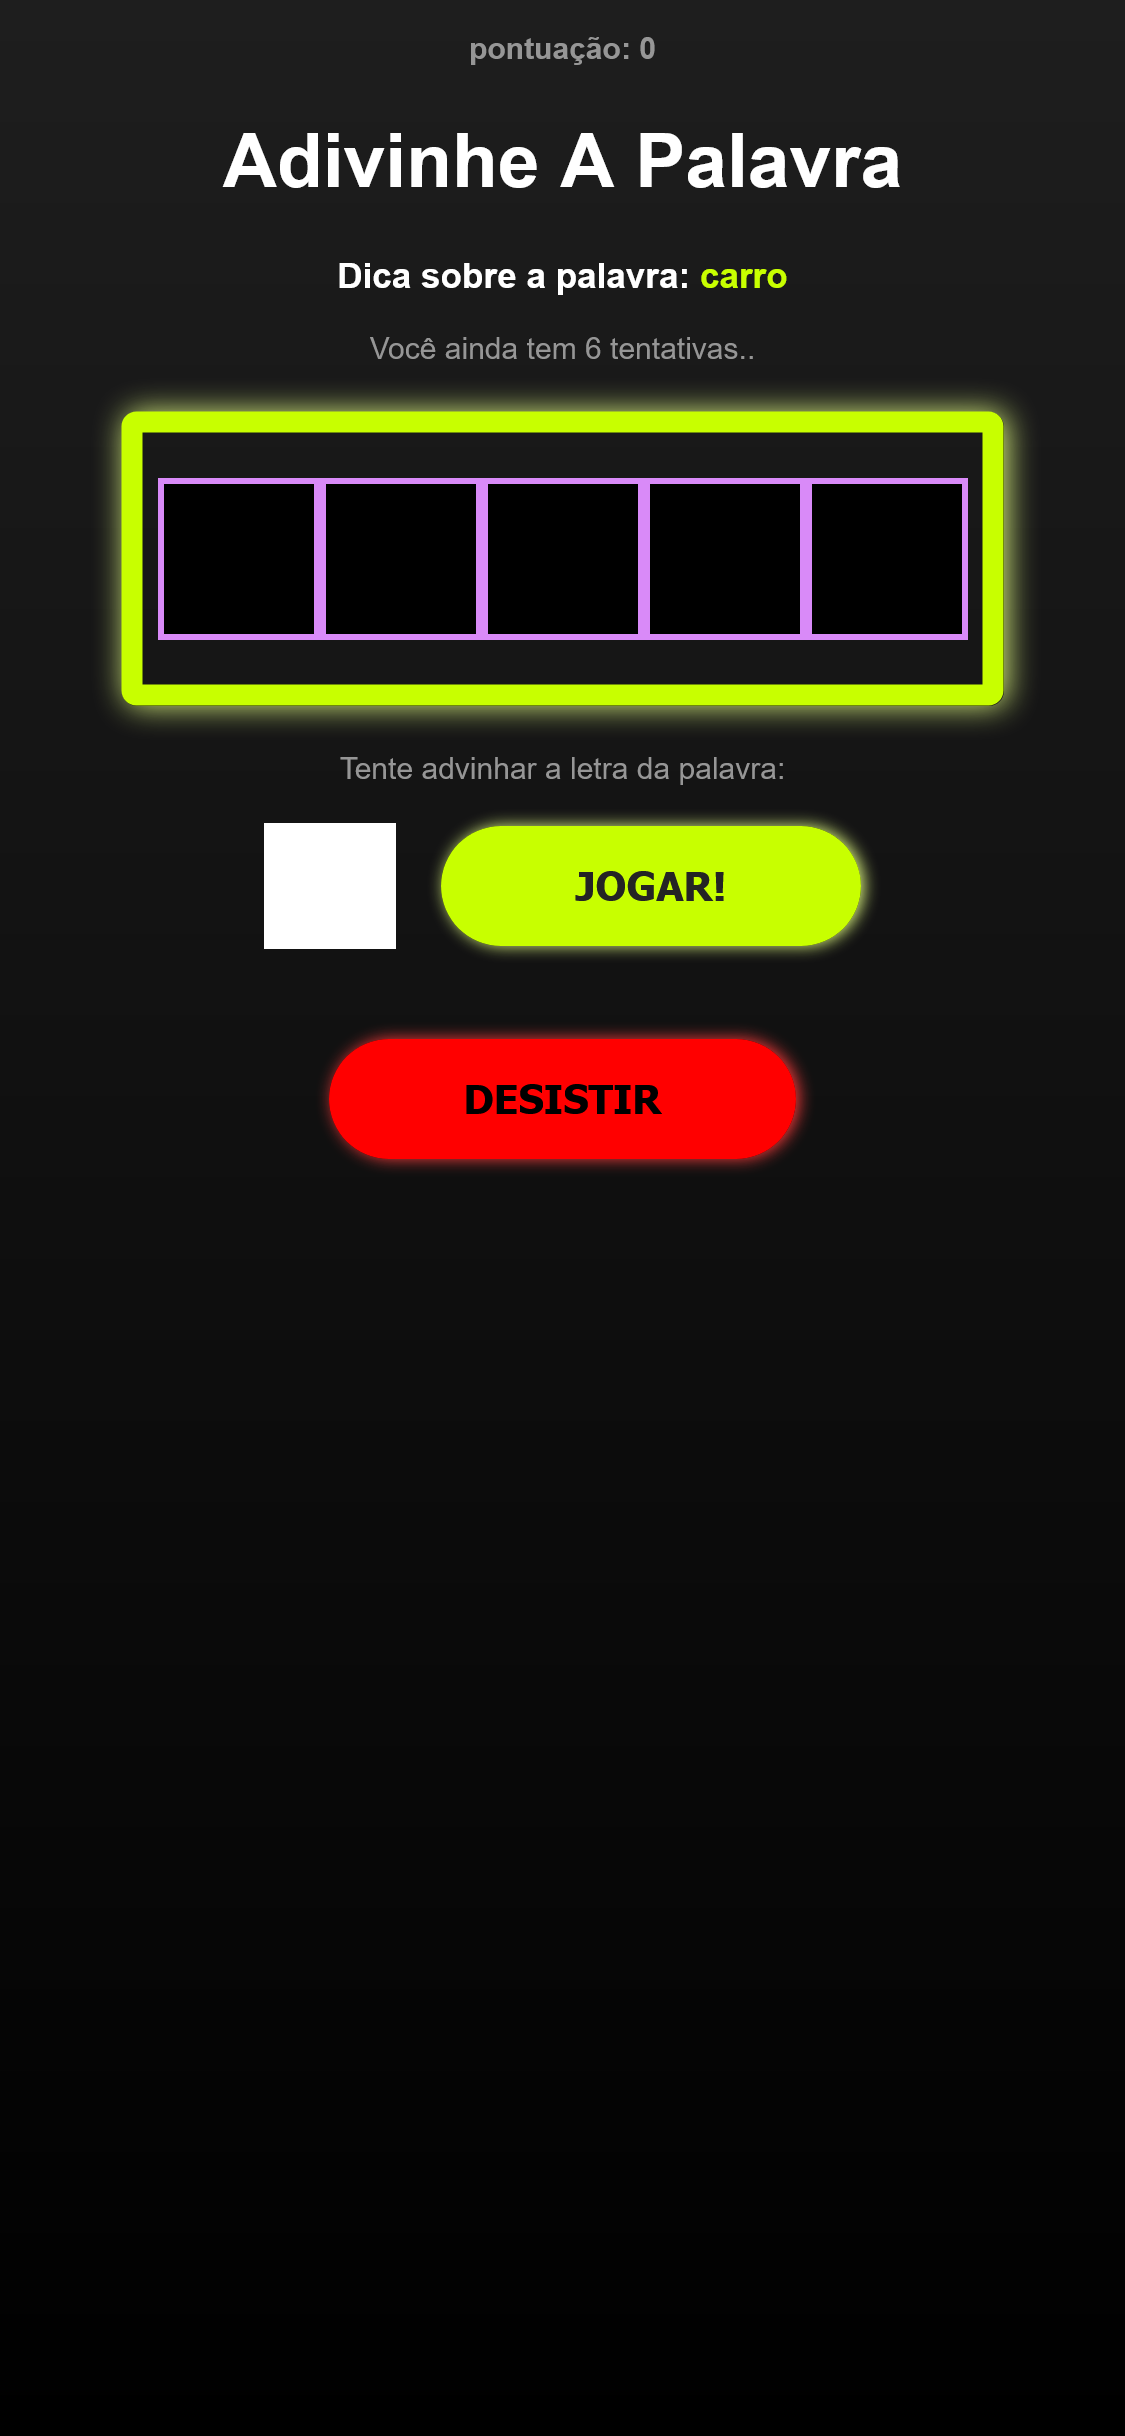 pontuação: 0
Adivinhe A Palavra
Dica sobre a palavra: carro
Você ainda tem 6 tentativas..
Tente advinhar a letra da palavra:
JOGAR!
DESISTIR